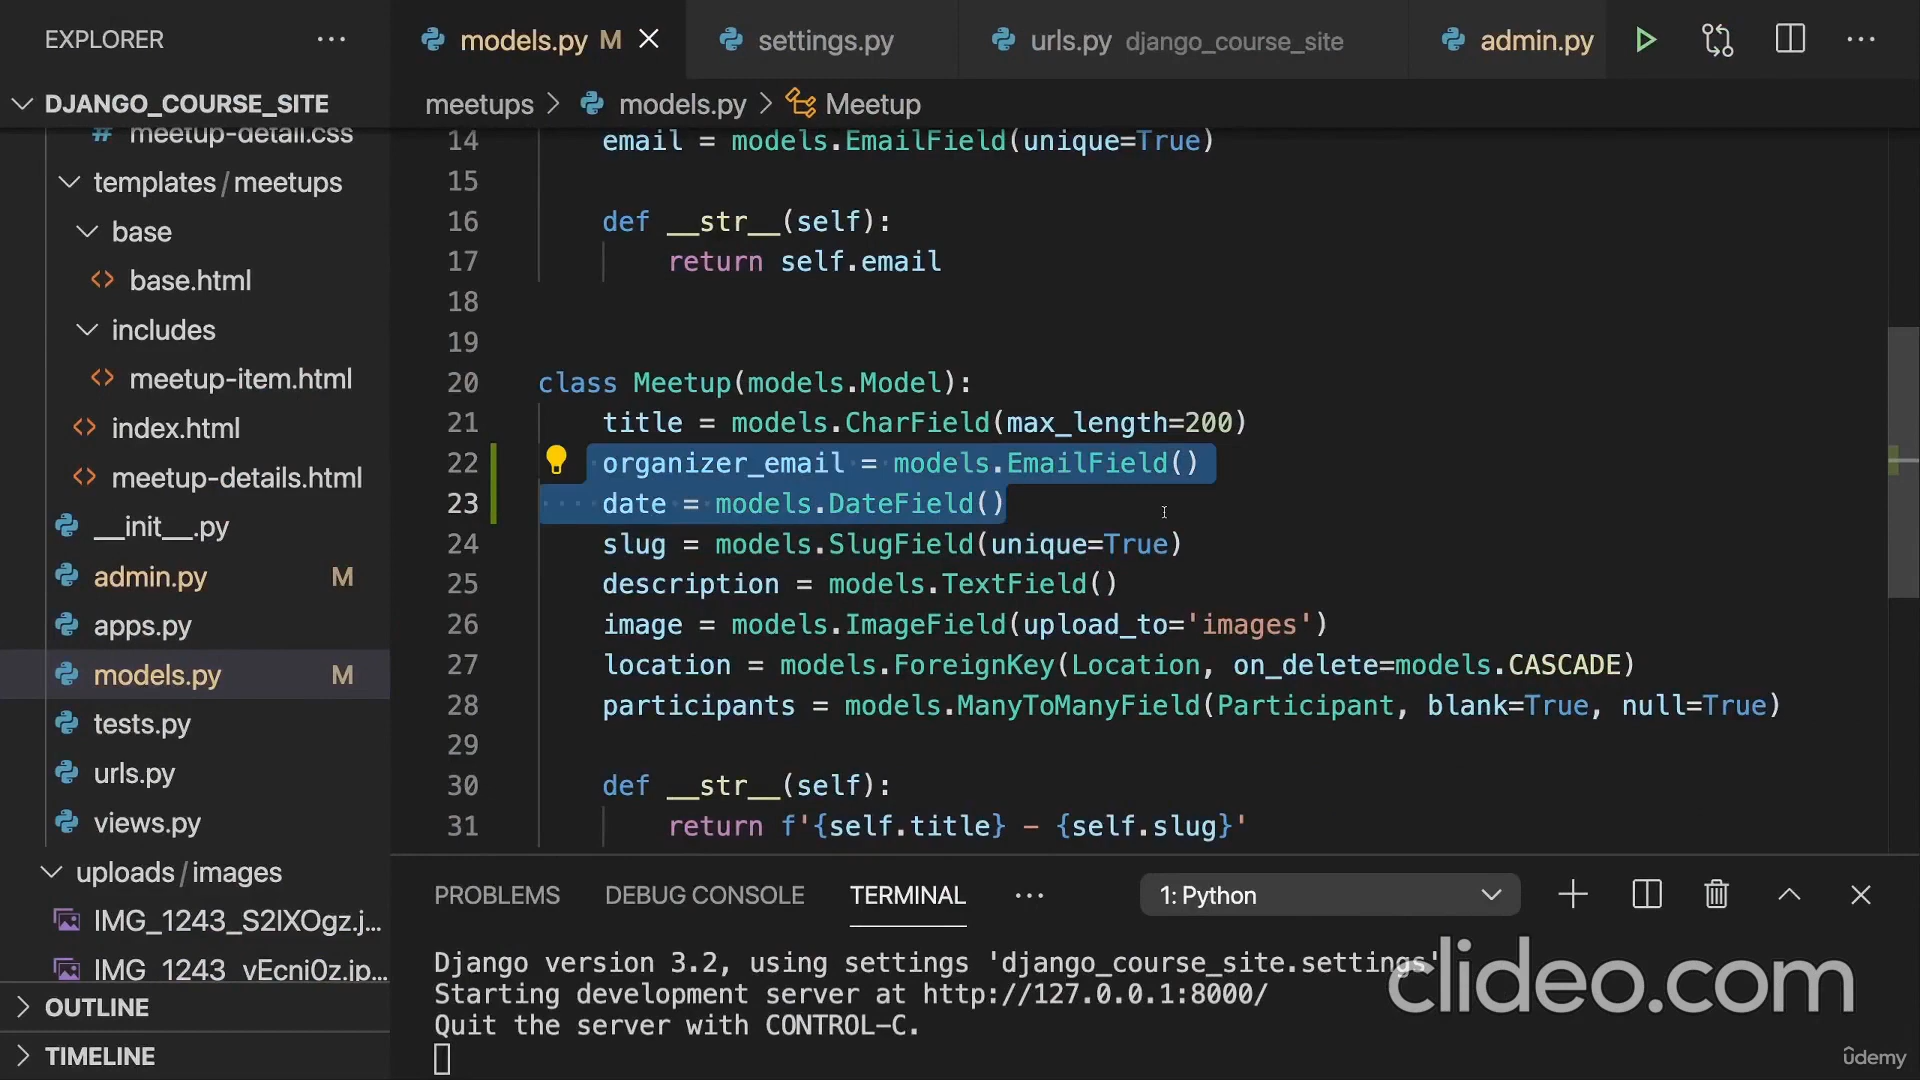 EXPLORER
DJANGO_COURSE_SITE
# meetup-detail.css
templates/meetups
base
<> base.html
includes
<> meetup-item.html
<> index.html
<> meetup-details.html
__init__.py
admin.py M
apps.py
models.py M
tests.py
urls.py
views.py
uploads/images
IMG_1243_S2lXOgz.j...
IMG_1243_vEcni0z.jp...
OUTLINE
TIMELINE
models.py M
settings.py
urls.py django_course_site
admin.py
meetups > models.py > Meetup
14 email = models.EmailField(unique=True)
15
16 def __str__(self):
17 return self.email
18
19
20 class Meetup(models.Model):
21 title = models.CharField(max_length=200)
22 organizer_email = models.EmailField()
23 date = models.DateField()
24 slug = models.SlugField(unique=True)
25 description = models.TextField()
26 image = models.ImageField(upload_to='images')
27 location = models.ForeignKey(Location, on_delete=models.CASCADE)
28 participants = models.ManyToManyField(Participant, blank=True, null=True)
29
30 def __str__(self):
31 return f'{self.title} - {self.slug}'
PROBLEMS DEBUG CONSOLE TERMINAL ... 1: Python
Django version 3.2, using settings 'django_course_site.settings'
Starting development server at http://127.0.0.1:8000/
Quit the server with CONTROL-C.
clideo.com
ûdemy